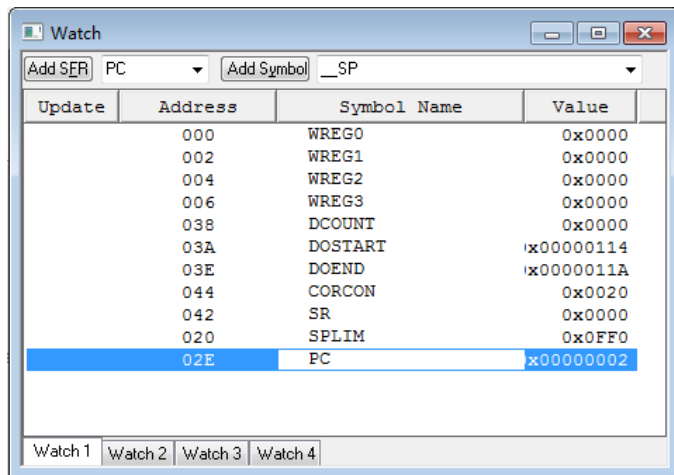 Watch
Add SFR PC Add Symbol __SP
Update Address Symbol Name Value
000 WREG0 0x0000
002 WREG1 0x0000
004 WREG2 0x0000
006 WREG3 0x0000
038 DCOUNT 0x0000
03A DOSTART x00000114
03E DOEND x0000011A
044 CORCON 0x0020
042 SR 0x0000
020 SPLIM 0x0FF0
02E PC x00000002
Watch 1 Watch 2 Watch 3 Watch 4